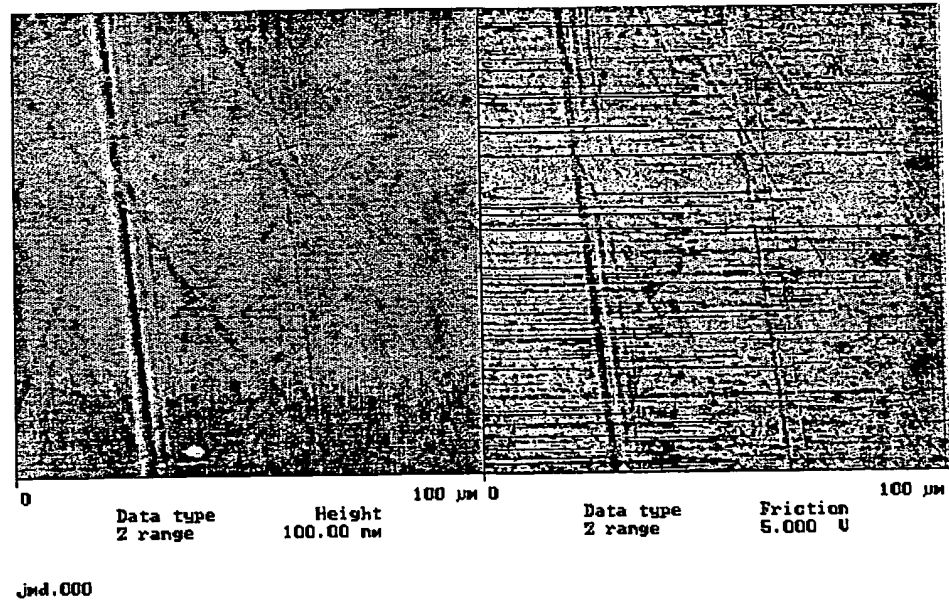 0 100 µm 0 100 µm
Data type Height Data type Friction
Z range 100.00 nm Z range 5.000 V
jmd.000